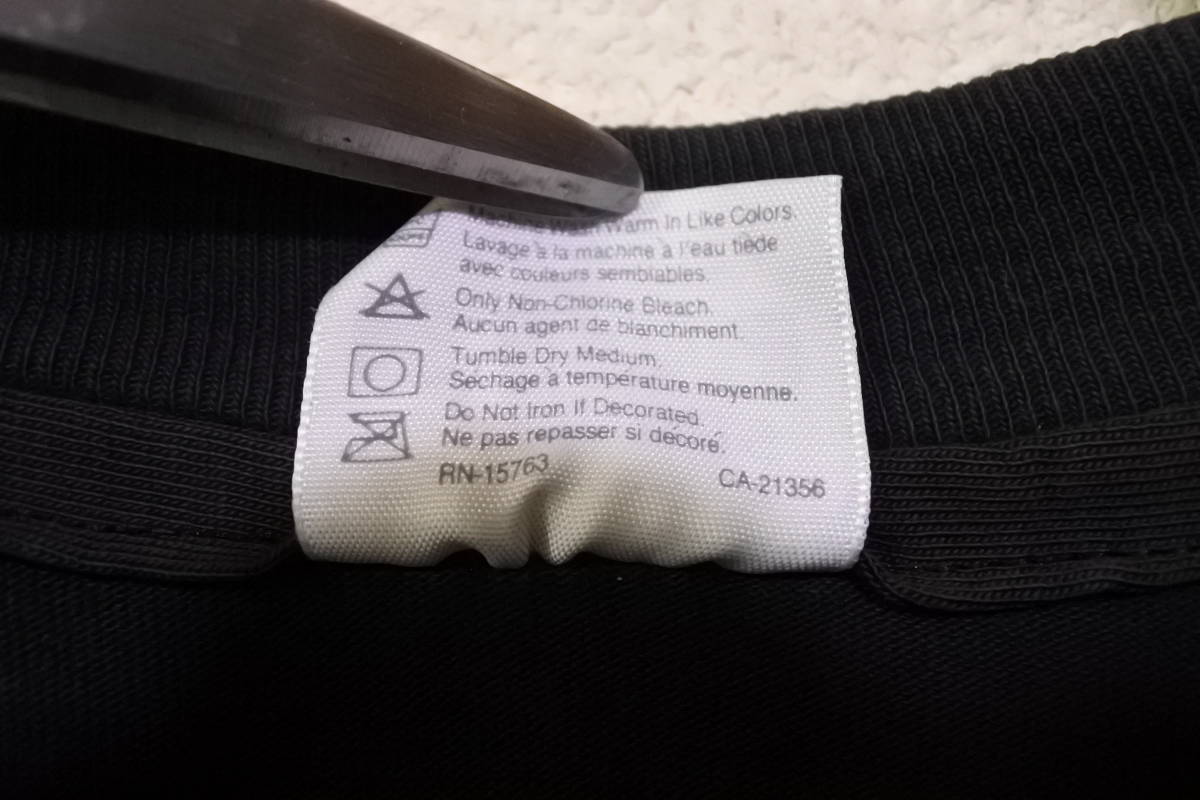 Machine Wash Warm In Like Colors.
Lavage à la machine à l'eau tiède
avec couleurs semblables.
Only Non-Chlorine Bleach.
Aucun agent de blanchiment.
Tumble Dry Medium.
Sechage à température moyenne.
Do Not Iron If Decorated.
Ne pas repasser si décoré.
RN-15763 CA-21356